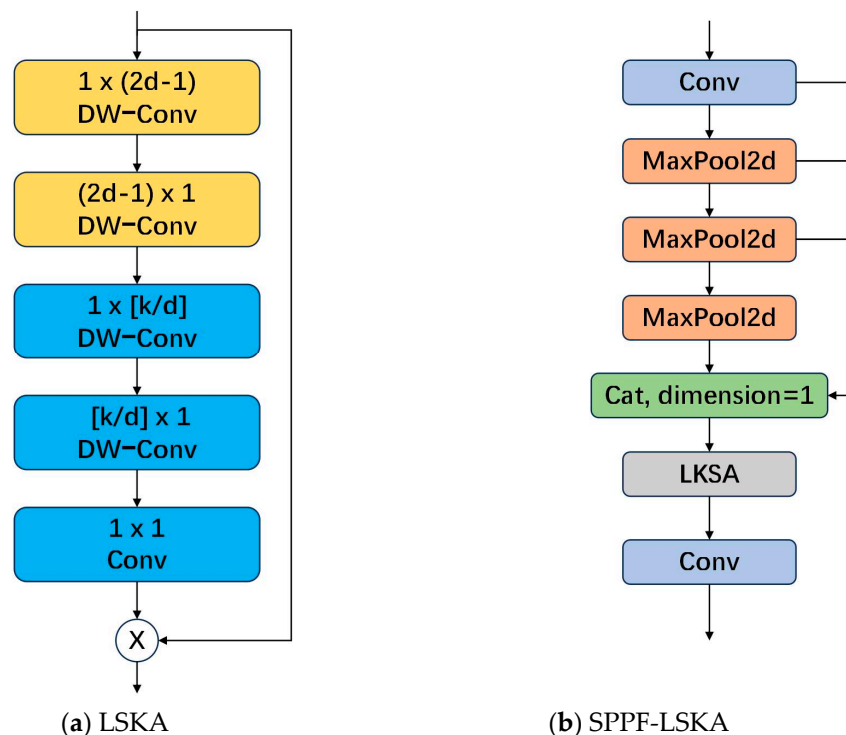 1 x (2d-1)
DW-Conv
(2d-1) x 1
DW-Conv
1 x [k/d]
DW-Conv
[k/d] x 1
DW-Conv
1 x 1
Conv
X
(a) LSKA
Conv
MaxPool2d
MaxPool2d
MaxPool2d
Cat, dimension=1
LKSA
Conv
(b) SPPF-LSKA